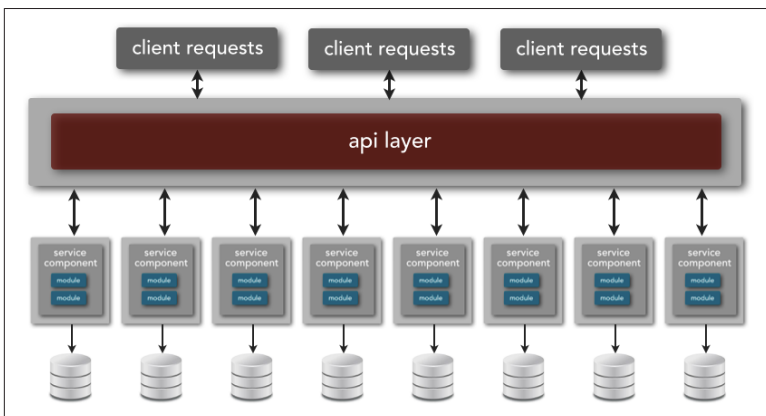 client requests
client requests
client requests
api layer
service
component
module
module
service
component
module
module
service
component
module
module
service
component
module
module
service
component
module
module
service
component
module
module
service
component
module
module
service
component
module
module